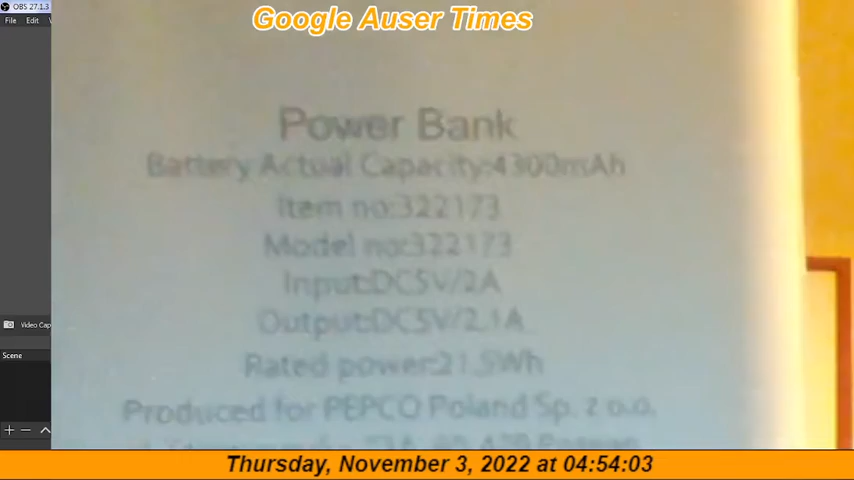 OBS 27.1.3
Google Auser Times
File Edit
Power Bank
Battery Actual Capacity:4300mAh
Item no:322173
Model no:322173
Input:DC5V/2A
Output:DC5V/2.1A
Rated power:21.5Wh
Produced for PEPCO Poland Sp. z o.o.
Video Cap
Scene
Thursday, November 3, 2022 at 04:54:03